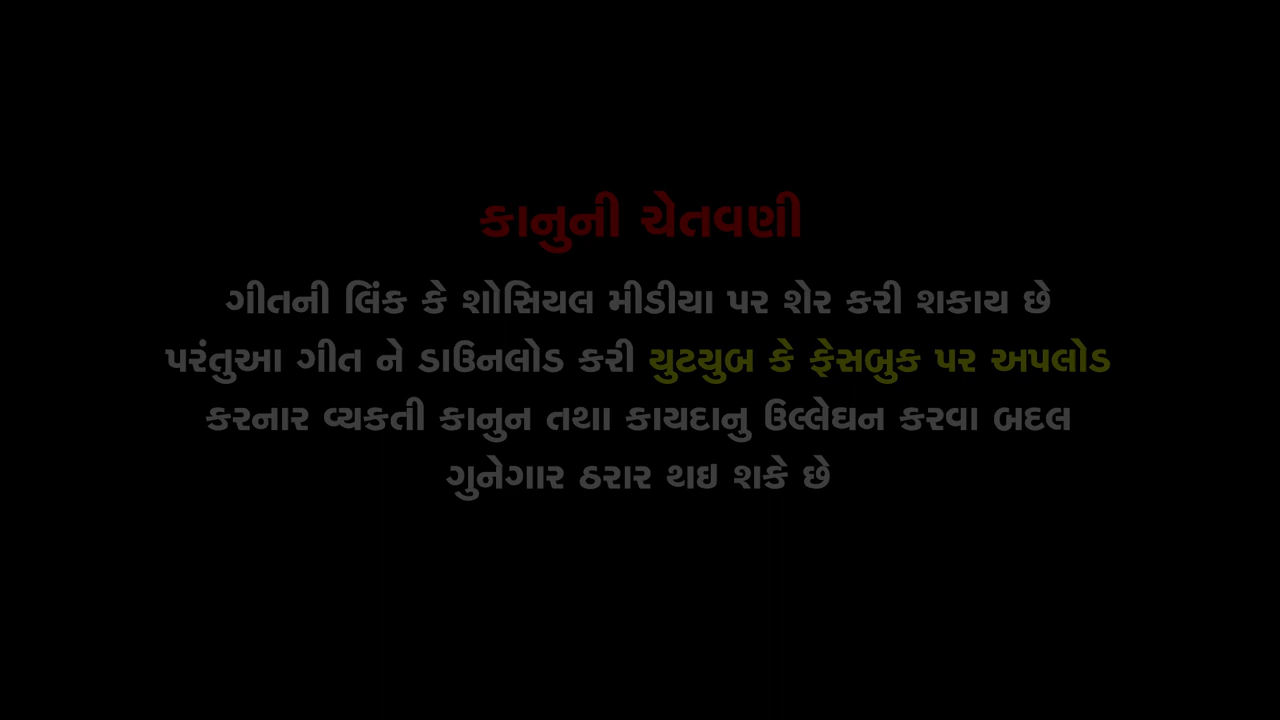 કાનુની ચેતવણી
ગીતની લિંક કે શોસિયલ મીડીયા પર શેર કરી શકાય છે
પરંતુઆ ગીત ને ડાઉનલોડ કરી યુટયુબ કે ફેસબુક પર અપલોડ
કરનાર વ્યકતી કાનુન તથા કાયદાનુ ઉલ્લેઘન કરવા બદલ
ગુનેગાર ઠરાર થઇ શકે છે